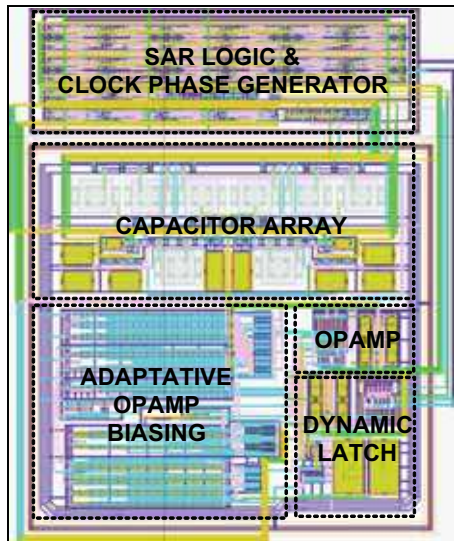 SAR LOGIC &
CLOCK PHASE GENERATOR
CAPACITOR ARRAY
OPAMP
ADAPTATIVE
OPAMP
BIASING
DYNAMIC
LATCH